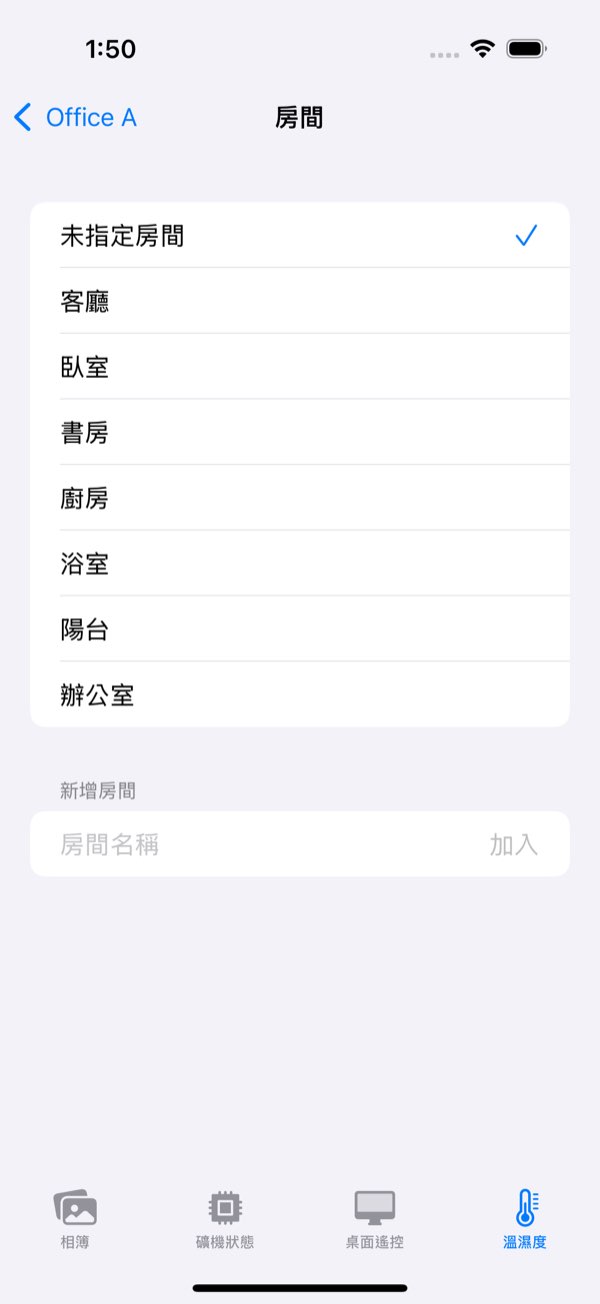 1:50
Office A
房間
未指定房間
客廳
臥室
書房
廚房
浴室
陽台
辦公室
新增房間
房間名稱 加入
相簿 礦機狀態 桌面遙控 溫濕度